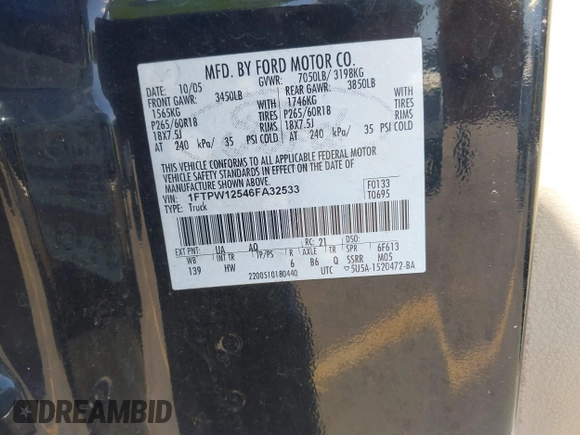 MFD. BY FORD MOTOR CO.
DATE: 10/05 GVWR: 7050LB/ 3198KG
FRONT GAWR: 3450LB REAR GAWR: 3850LB
1565KG 1746KG
P265/60R18 TIRES P265/60R18 TIRES
18X7.5J RIMS 18X7.5J RIMS
AT 240 kPa/ 35 PSI COLD AT 240 kPa/ 35 PSI COLD
THIS VEHICLE CONFORMS TO ALL APPLICABLE FEDERAL MOTOR
VEHICLE SAFETY AND THEFT PREVENTION STANDARDS IN
EFFECT ON THE DATE OF MANUFACTURE SHOWN ABOVE.
VIN: 1FTPW12546FA32533 F0133
TYPE: Truck T0695
EXT PNT: UA AQ RC: 21 DSO:
WB INT TR TP/PS R AXLE TR SPR 6F613
139 HW 6 B6 Q SSRR M05
2200510180440 UTC 5U5A-1520472-BA
DREAMBID